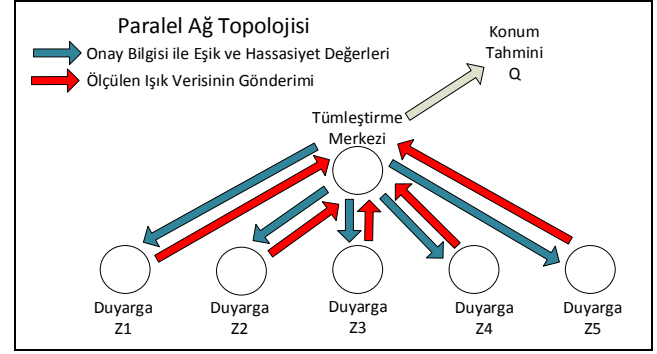 Paralel Ağ Topolojisi
Onay Bilgisi ile Eşik ve Hassasiyet Değerleri
Ölçülen Işık Verisinin Gönderimi
Konum
Tahmini
Q
Tümleştirme
Merkezi
Duyarga
Z1
Duyarga
Z2
Duyarga
Z3
Duyarga
Z4
Duyarga
Z5